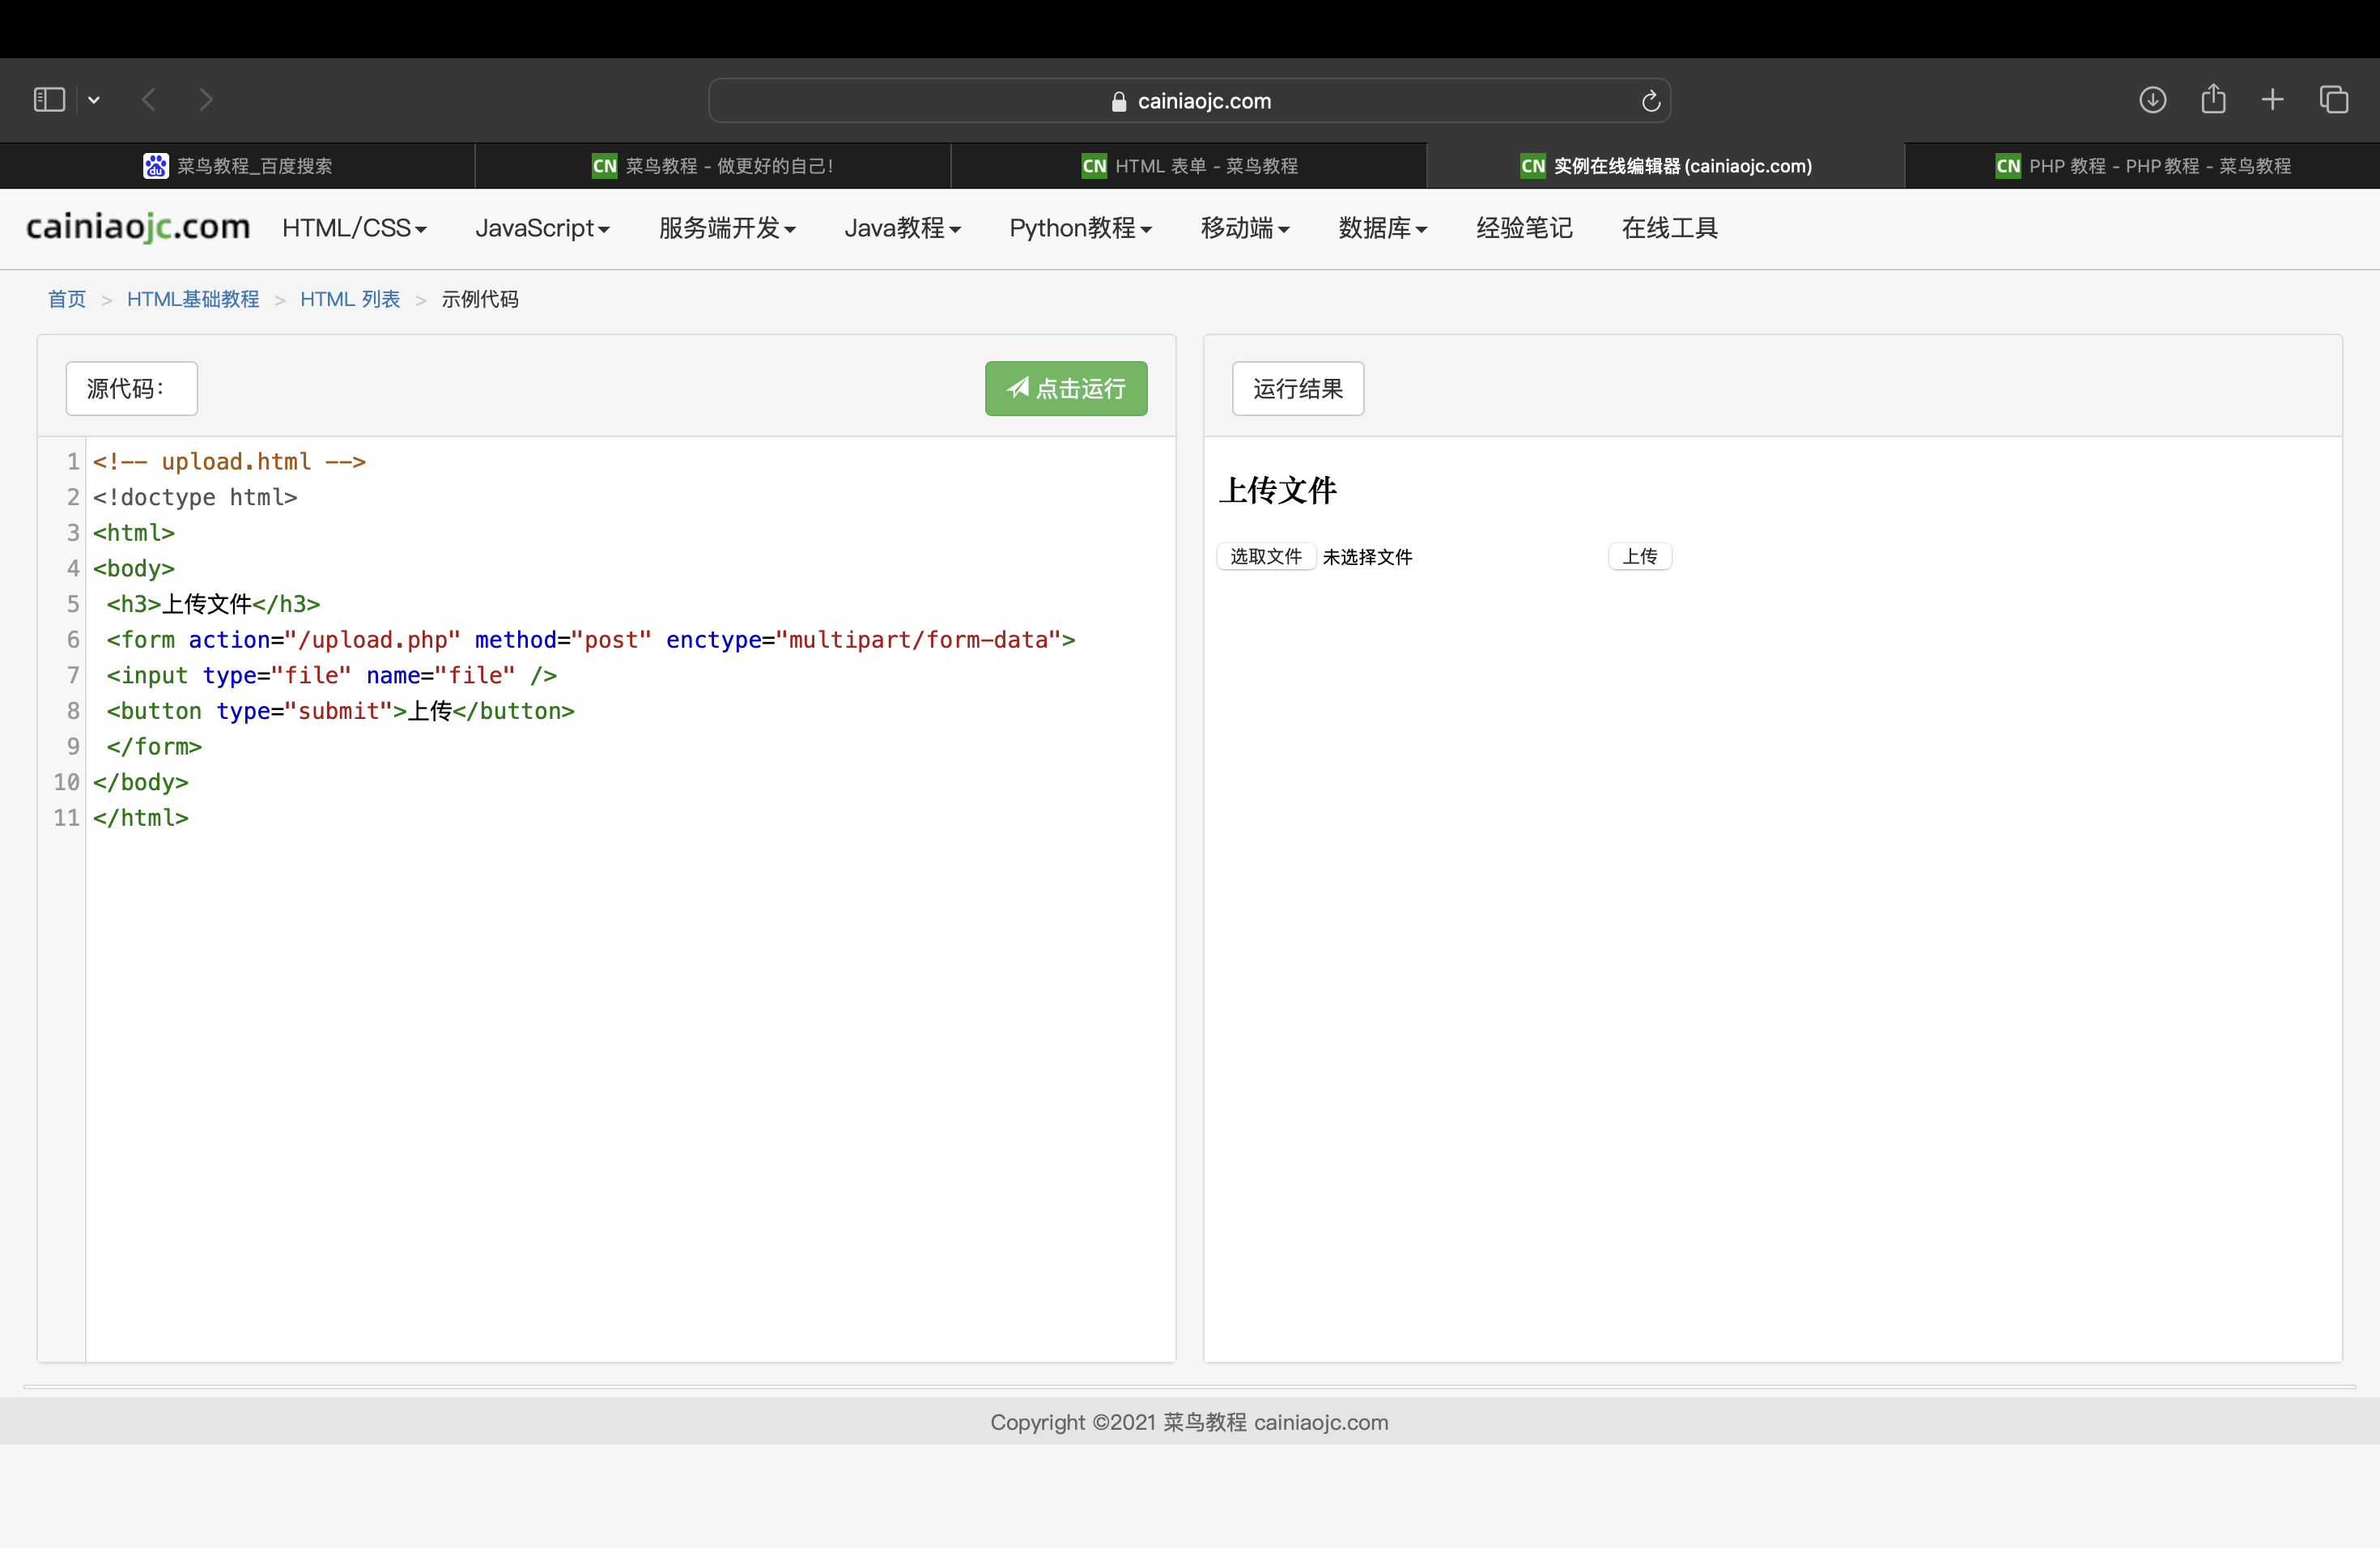 cainiaojc.com
菜鸟教程_百度搜索
CN 菜鸟教程 - 做更好的自己!
CN HTML 表单 - 菜鸟教程
CN 实例在线编辑器 (cainiaojc.com)
CN PHP 教程 - PHP教程 - 菜鸟教程
cainiaojc.com HTML/CSS JavaScript 服务端开发 Java教程 Python教程 移动端 数据库 经验笔记 在线工具
首页 > HTML基础教程 > HTML 列表 > 示例代码
源代码：
点击运行
1 <!-- upload.html -->
2 <!doctype html>
3 <html>
4 <body>
5 <h3>上传文件</h3>
6 <form action="/upload.php" method="post" enctype="multipart/form-data">
7 <input type="file" name="file" />
8 <button type="submit">上传</button>
9 </form>
10 </body>
11 </html>
运行结果
上传文件
选取文件 未选择文件 上传
Copyright ©2021 菜鸟教程 cainiaojc.com